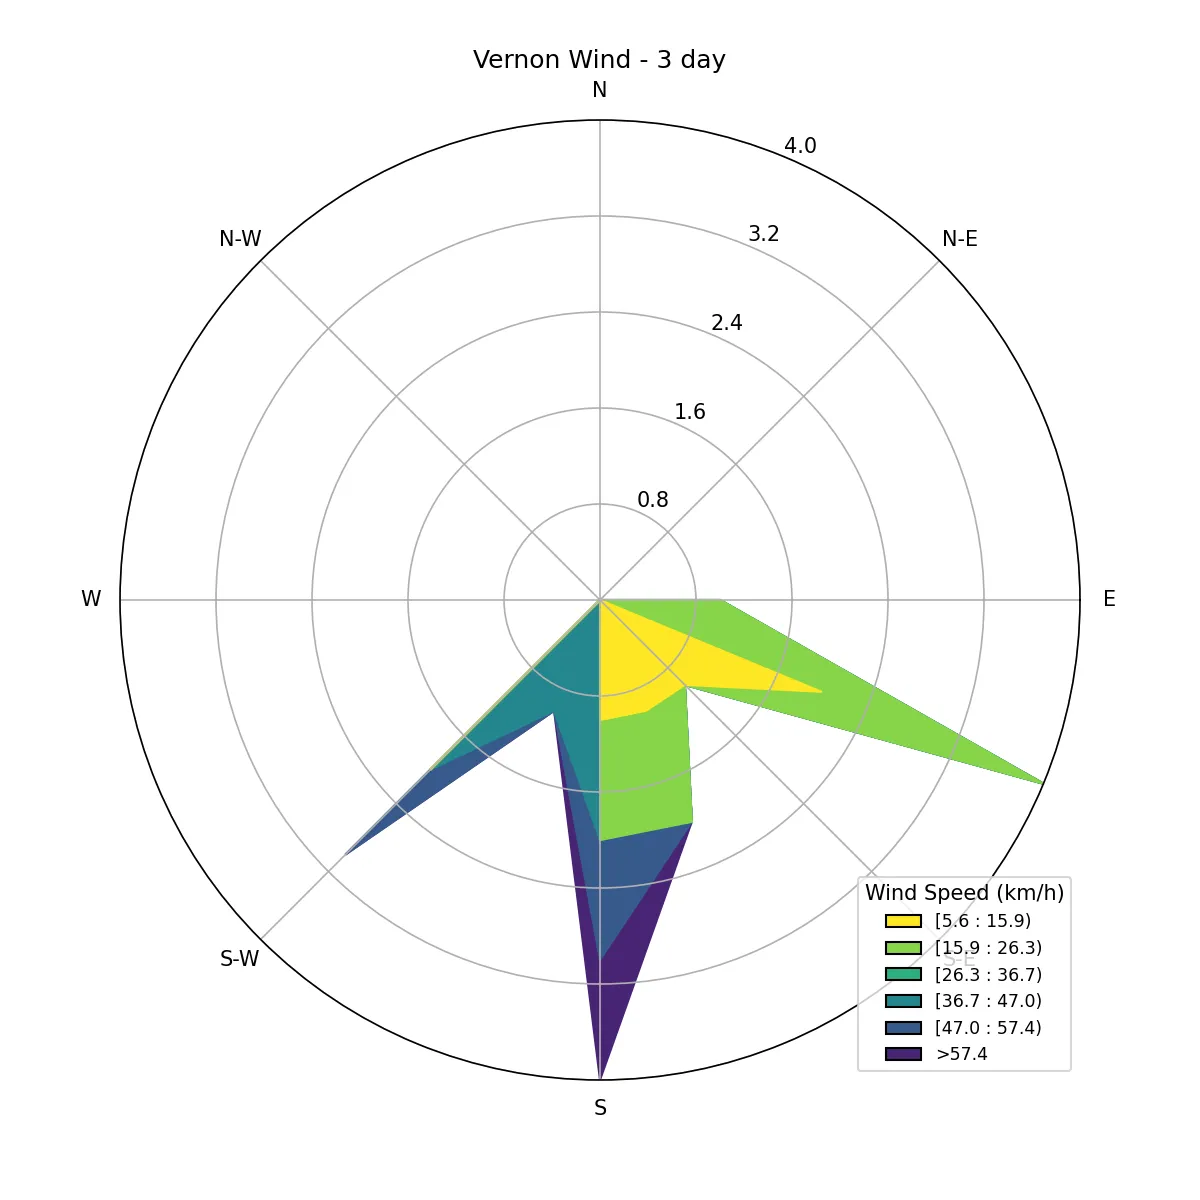 Vernon Wind - 3 day
N
4.0
N-W
3.2
N-E
2.4
1.6
0.8
W
E
Wind Speed (km/h)
[5.6 : 15.9)
[15.9 : 26.3)
S-W
S-E
[26.3 : 36.7)
[36.7 : 47.0)
[47.0 : 57.4)
>57.4
S